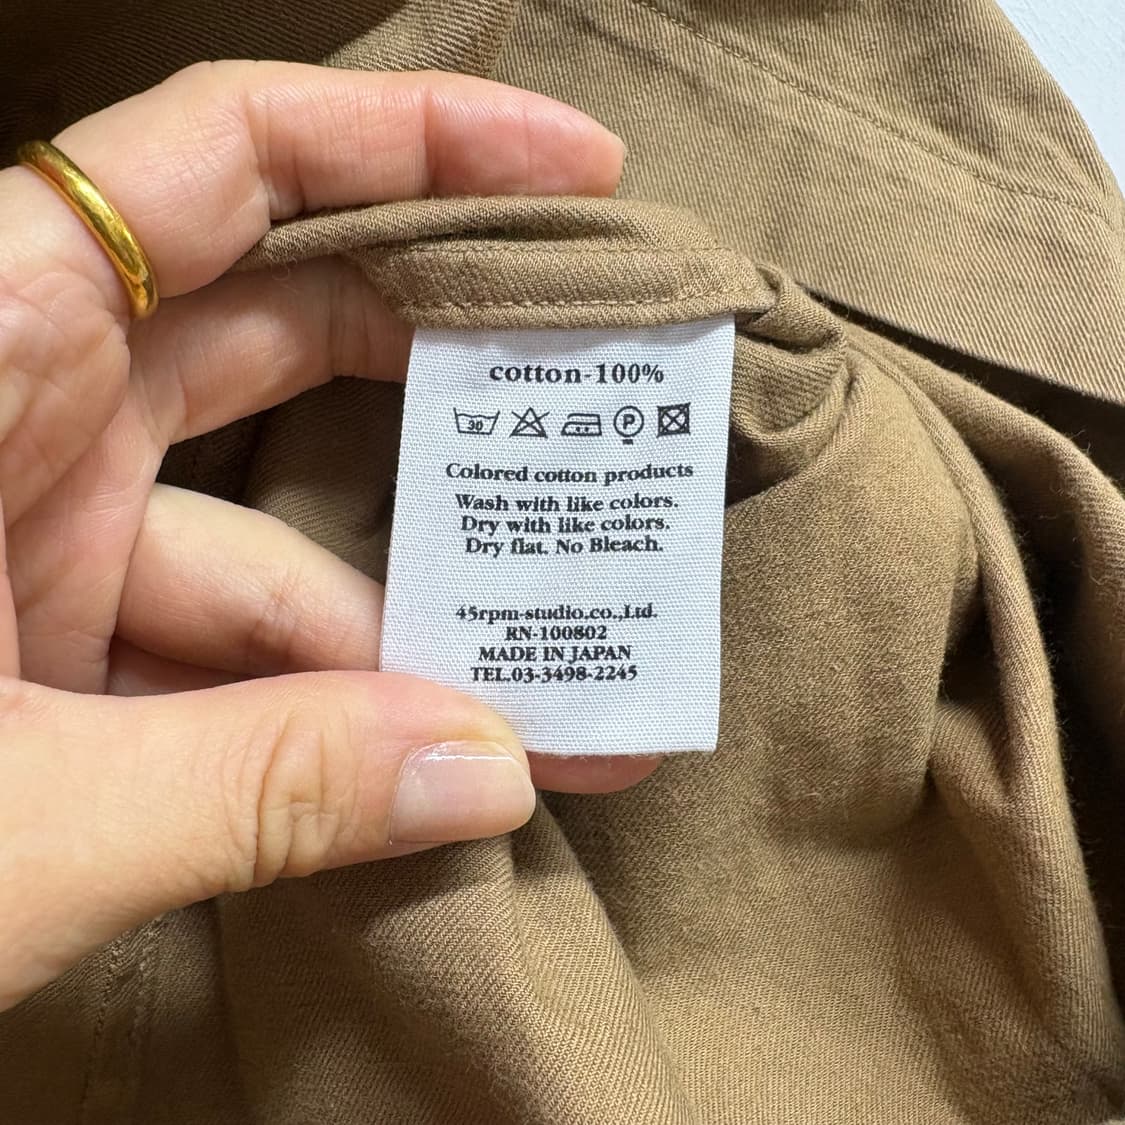 cotton-100%
30 P
Colored cotton products
Wash with like colors.
Dry with like colors.
Dry flat. No Bleach.
45rpm-studio.co.,Ltd.
RN-100802
MADE IN JAPAN
TEL.03-3498-2245